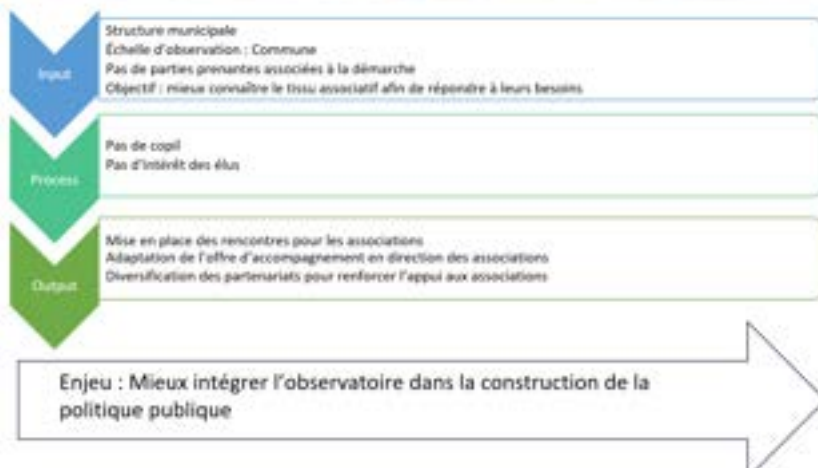 Input
Structure municipale
Échelle d'observation : Commune
Pas de parties prenantes associées à la démarche
Objectif : mieux connaître le tissu associatif afin de répondre à leurs besoins
Process
Pas de copil
Pas d'intérêt des élus
Output
Mise en place des rencontres pour les associations
Adaptation de l'offre d'accompagnement en direction des associations
Diversification des partenariats pour renforcer l'appui aux associations
Enjeu : Mieux intégrer l'observatoire dans la construction de la
politique publique